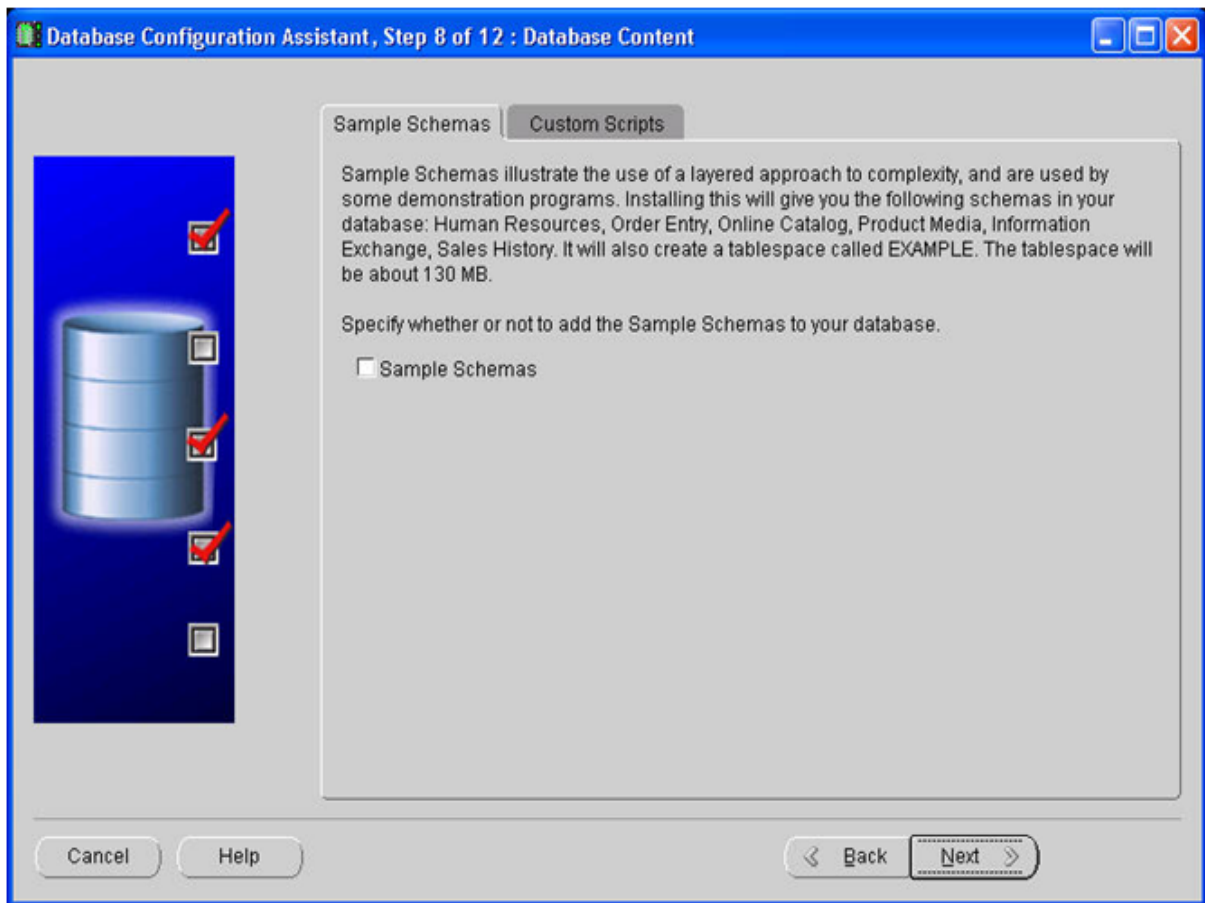 Database Configuration Assistant, Step 8 of 12 : Database Content
Sample Schemas
Custom Scripts
Sample Schemas illustrate the use of a layered approach to complexity, and are used by
some demonstration programs. Installing this will give you the following schemas in your
database: Human Resources, Order Entry, Online Catalog, Product Media, Information
Exchange, Sales History. It will also create a tablespace called EXAMPLE. The tablespace will
be about 130 MB.
Specify whether or not to add the Sample Schemas to your database.
Sample Schemas
Cancel
Help
Back
Next